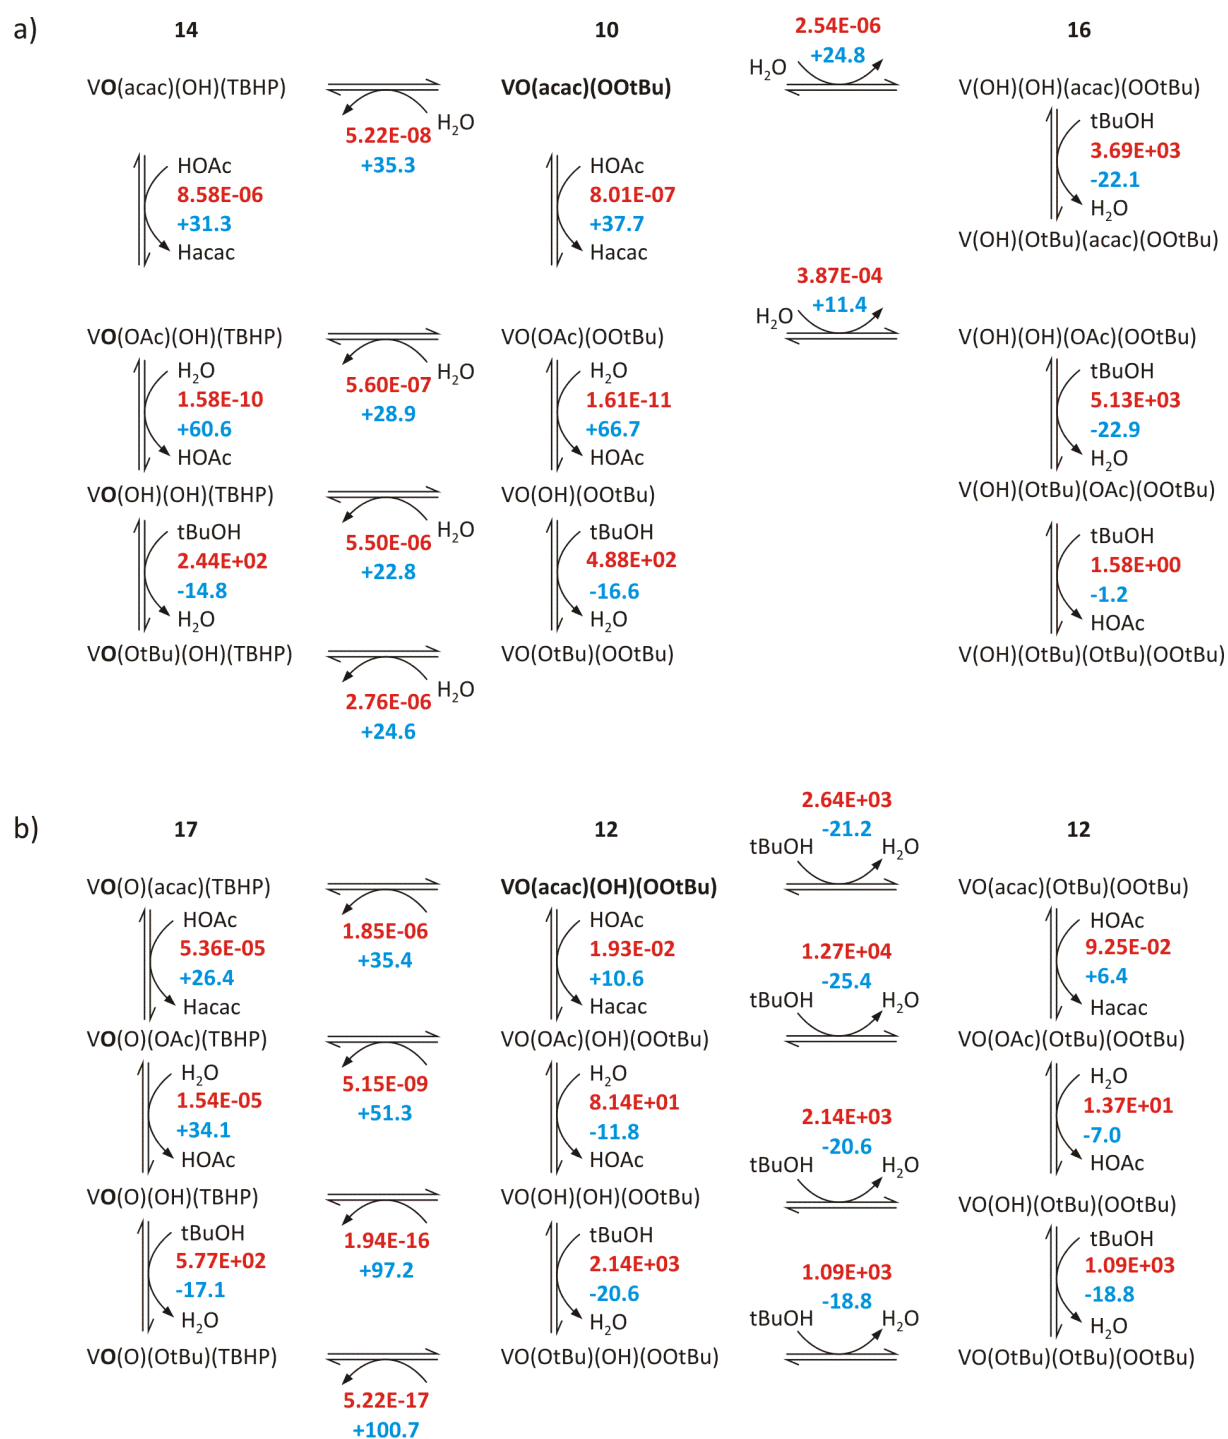 a)
14
10
16
2.54E-06
+24.8
H₂O
VO(acac)(OH)(TBHP)
VO(acac)(OOtBu)
V(OH)(OH)(acac)(OOtBu)
H₂O
5.22E-08
+35.3
HOAc
8.58E-06
+31.3
Hacac
HOAc
8.01E-07
+37.7
Hacac
tBuOH
3.69E+03
-22.1
H₂O
V(OH)(OtBu)(acac)(OOtBu)
3.87E-04
+11.4
H₂O
VO(OAc)(OH)(TBHP)
VO(OAc)(OOtBu)
V(OH)(OH)(OAc)(OOtBu)
H₂O
5.60E-07
+28.9
H₂O
1.58E-10
+60.6
HOAc
H₂O
1.61E-11
+66.7
HOAc
tBuOH
5.13E+03
-22.9
H₂O
VO(OH)(OH)(TBHP)
VO(OH)(OOtBu)
V(OH)(OtBu)(OAc)(OOtBu)
H₂O
5.50E-06
+22.8
tBuOH
2.44E+02
-14.8
H₂O
tBuOH
4.88E+02
-16.6
H₂O
tBuOH
1.58E+00
-1.2
HOAc
VO(OtBu)(OH)(TBHP)
VO(OtBu)(OOtBu)
V(OH)(OtBu)(OtBu)(OOtBu)
H₂O
2.76E-06
+24.6
b)
17
12
12
2.64E+03
-21.2
tBuOH
H₂O
VO(O)(acac)(TBHP)
VO(acac)(OH)(OOtBu)
VO(acac)(OtBu)(OOtBu)
1.85E-06
+35.4
HOAc
5.36E-05
+26.4
Hacac
HOAc
1.93E-02
+10.6
Hacac
1.27E+04
-25.4
tBuOH
H₂O
HOAc
9.25E-02
+6.4
Hacac
VO(O)(OAc)(TBHP)
VO(OAc)(OH)(OOtBu)
VO(OAc)(OtBu)(OOtBu)
5.15E-09
+51.3
H₂O
1.54E-05
+34.1
HOAc
H₂O
8.14E+01
-11.8
HOAc
2.14E+03
-20.6
tBuOH
H₂O
H₂O
1.37E+01
-7.0
HOAc
VO(O)(OH)(TBHP)
VO(OH)(OH)(OOtBu)
VO(OH)(OtBu)(OOtBu)
1.94E-16
+97.2
tBuOH
5.77E+02
-17.1
H₂O
tBuOH
2.14E+03
-20.6
H₂O
1.09E+03
-18.8
tBuOH
H₂O
tBuOH
1.09E+03
-18.8
H₂O
VO(O)(OtBu)(TBHP)
VO(OtBu)(OH)(OOtBu)
VO(OtBu)(OtBu)(OOtBu)
5.22E-17
+100.7